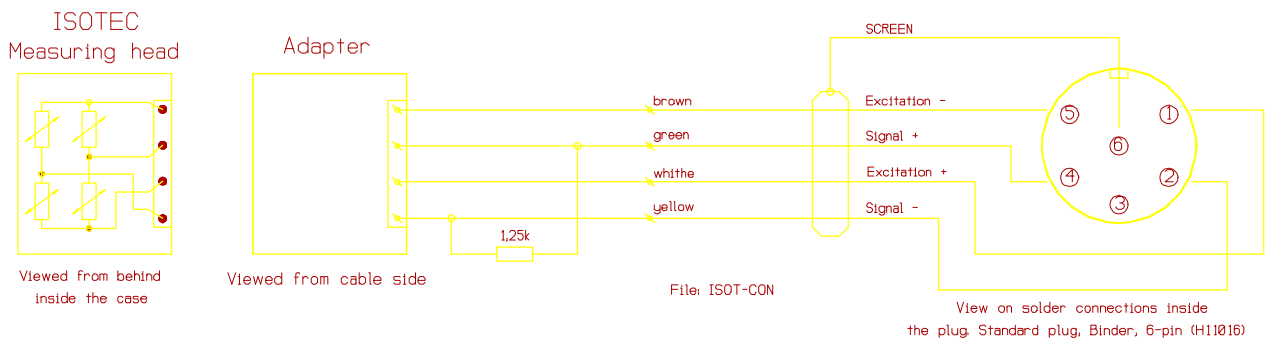 ISOTEC
Measuring head
Viewed from behind
inside the case
Adapter
Viewed from cable side
1,25k
brown
green
whithe
yellow
File: ISOT-CON
SCREEN
Excitation -
Signal +
Excitation +
Signal -
5
1
6
4
2
3
View on solder connections inside
the plug. Standard plug, Binder, 6-pin (H11016)